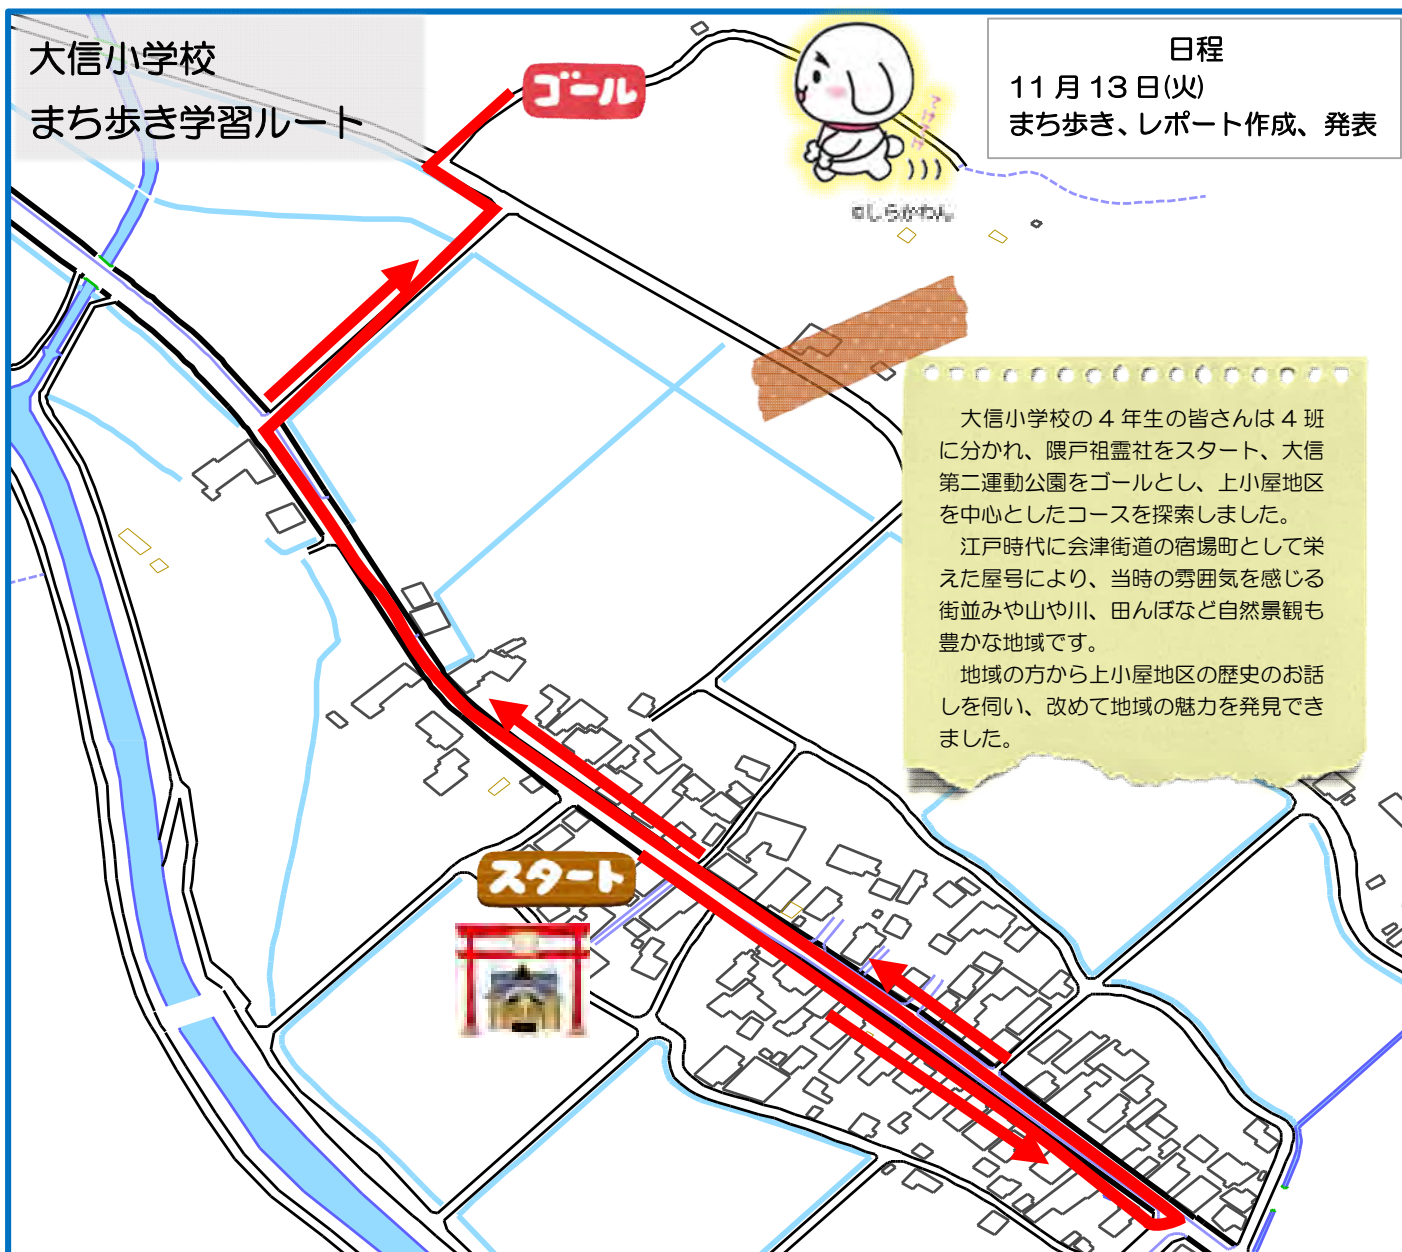 大信小学校
まち歩き学習ルート
ゴール
日程
11月13日(火)
まち歩き、レポート作成、発表
©しらかわん
大信小学校の4年生の皆さんは4班
に分かれ、隈戸祖霊社をスタート、大信
第二運動公園をゴールとし、上小屋地区
を中心としたコースを探索しました。
江戸時代に会津街道の宿場町として栄
えた屋号により、当時の雰囲気を感じる
街並みや山や川、田んぼなど自然景観も
豊かな地域です。
地域の方から上小屋地区の歴史のお話
しを伺い、改めて地域の魅力を発見でき
ました。
スタート